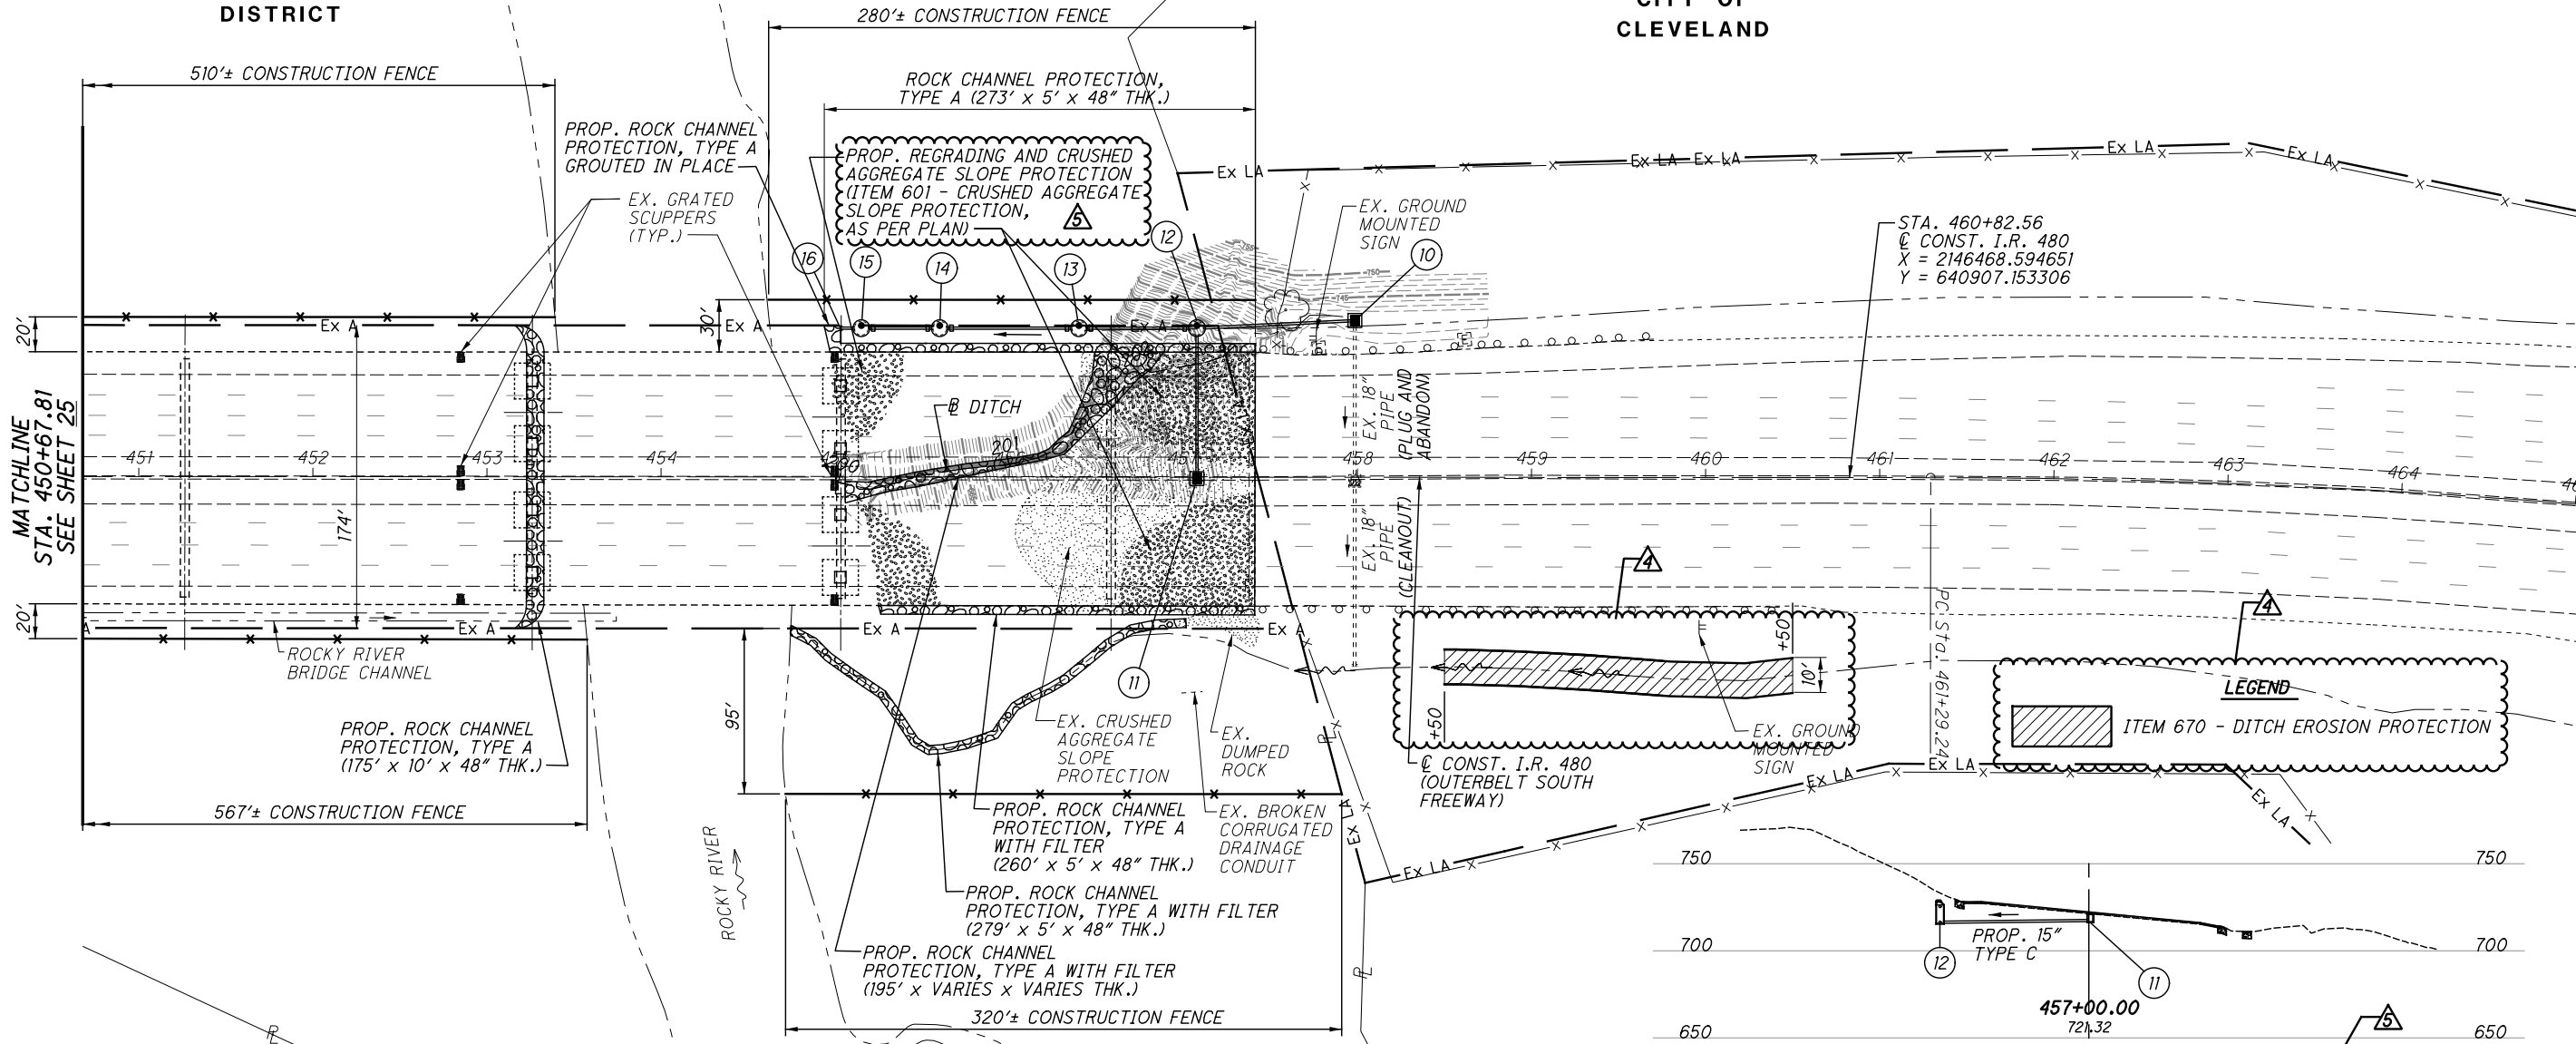 DISTRICT
CITY OF
CLEVELAND
280'± CONSTRUCTION FENCE
510'± CONSTRUCTION FENCE
ROCK CHANNEL PROTECTION,
TYPE A (273' x 5' x 48" THK.)
PROP. ROCK CHANNEL
PROTECTION, TYPE A
GROUTED IN PLACE
PROP. REGRADING AND CRUSHED
AGGREGATE SLOPE PROTECTION
(ITEM 601 - CRUSHED AGGREGATE
SLOPE PROTECTION,
AS PER PLAN)
5
EX. GRATED
SCUPPERS
(TYP.)
EX. GROUND
MOUNTED
SIGN
STA. 460+82.56
℄ CONST. I.R. 480
X = 2146468.594651
Y = 640907.153306
Ex LA
Ex LA
Ex LA
Ex LA
Ex LA
16
15
14
13
12
10
750
745
20'
30'
Ex A
Ex A
Ex A
MATCHLINE
STA. 450+67.81
SEE SHEET 25
174'
20'
451
452
453
454
201
458
459
460
461
462
463
464
℄ DITCH
EX. 18"
PIPE
(PLUG AND
ABANDON)
EX. 18"
PIPE
(CLEANOUT)
A
Ex A
Ex A
Ex A
ROCKY RIVER
BRIDGE CHANNEL
PROP. ROCK CHANNEL
PROTECTION, TYPE A
(175' x 10' x 48" THK.)
567'± CONSTRUCTION FENCE
95'
ROCKY RIVER
11
EX. CRUSHED
AGGREGATE
SLOPE
PROTECTION
EX.
DUMPED
ROCK
EX. BROKEN
CORRUGATED
DRAINAGE
CONDUIT
PROP. ROCK CHANNEL
PROTECTION, TYPE A
WITH FILTER
(260' x 5' x 48" THK.)
PROP. ROCK CHANNEL
PROTECTION, TYPE A WITH FILTER
(279' x 5' x 48" THK.)
PROP. ROCK CHANNEL
PROTECTION, TYPE A WITH FILTER
(195' x VARIES x VARIES THK.)
320'± CONSTRUCTION FENCE
4
+50
+50
10'
EX. GROUND
MOUNTED
SIGN
℄ CONST. I.R. 480
(OUTERBELT SOUTH
FREEWAY)
PC Sta. 461+29.24
4
LEGEND
ITEM 670 - DITCH EROSION PROTECTION
Ex LA
Ex LA
Ex LA
Ex LA
Ex LA
PL
PL
PL
750
750
700
700
650
650
PROP. 15"
TYPE C
12
11
457+00.00
721.32
5